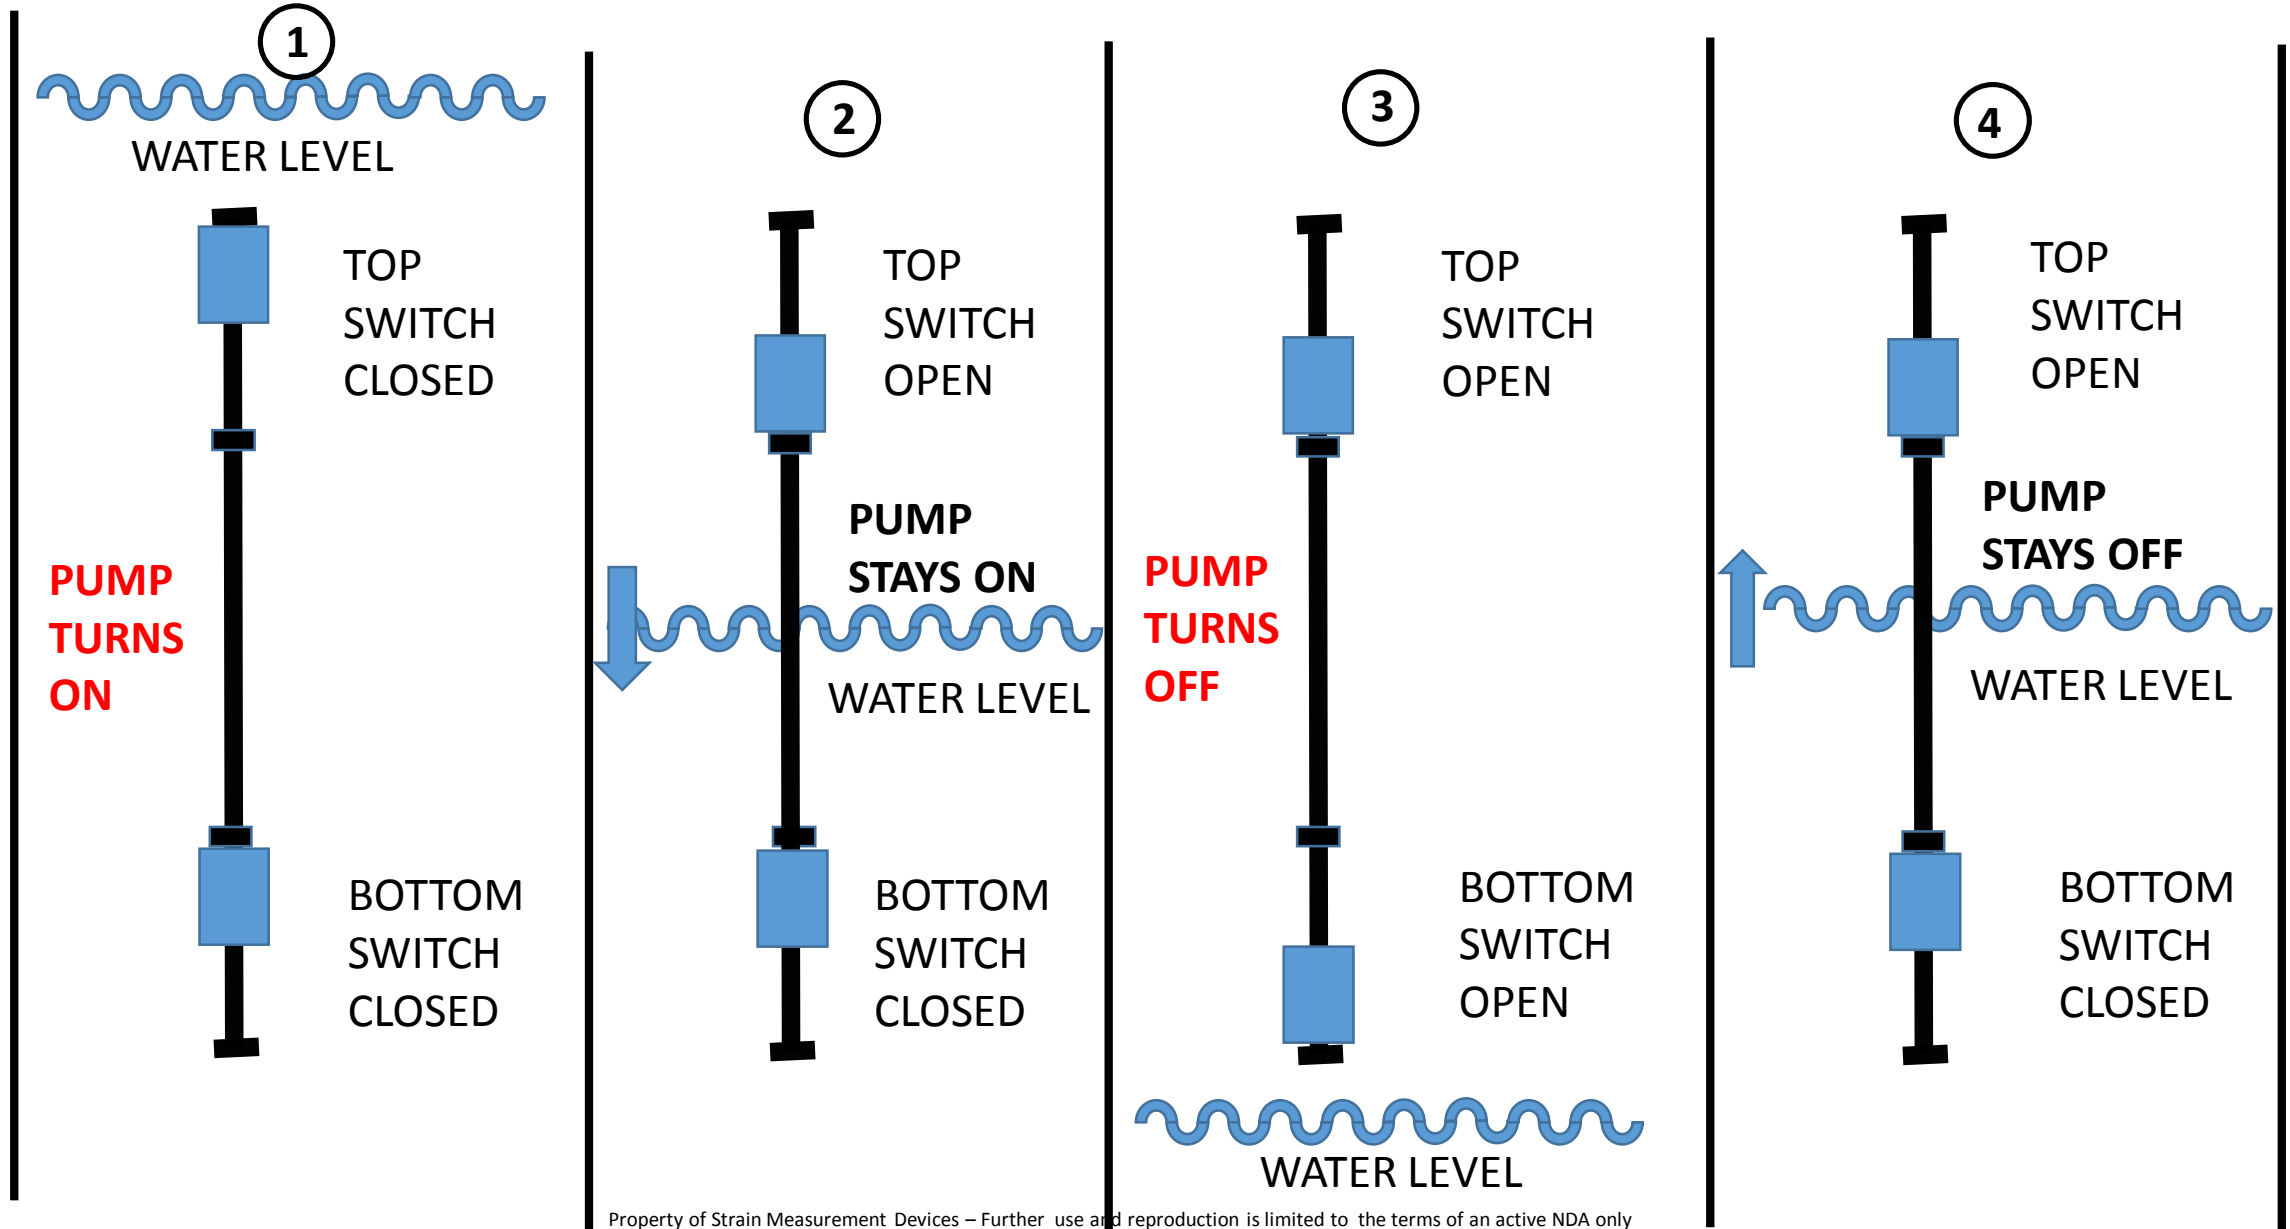 1
WATER LEVEL
TOP
SWITCH
CLOSED
PUMP
TURNS
ON
BOTTOM
SWITCH
CLOSED
2
TOP
SWITCH
OPEN
PUMP
STAYS ON
WATER LEVEL
BOTTOM
SWITCH
CLOSED
3
TOP
SWITCH
OPEN
PUMP
TURNS
OFF
BOTTOM
SWITCH
OPEN
WATER LEVEL
4
TOP
SWITCH
OPEN
PUMP
STAYS OFF
WATER LEVEL
BOTTOM
SWITCH
CLOSED
Property of Strain Measurement Devices – Further use and reproduction is limited to the terms of an active NDA only